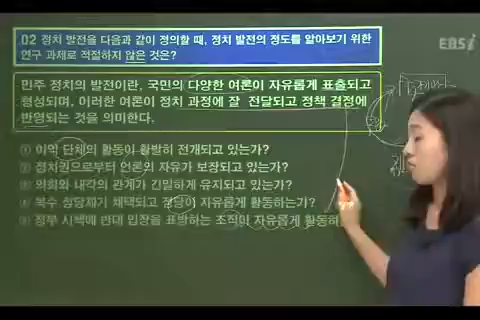 EBSi
02 정치 발전을 다음과 같이 정의할 때, 정치 발전의 정도를 알아보기 위한
연구 과제로 적절하지 않은 것은?
민주 정치의 발전이란, 국민의 다양한 여론이 자유롭게 표출되고
형성되며, 이러한 여론이 정치 과정에 잘 전달되고 정책 결정에
반영되는 것을 의미한다.
① 이익 단체의 활동이 활발히 전개되고 있는가?
② 정치권으로부터 언론의 자유가 보장되고 있는가?
③ 의회와 내각의 관계가 긴밀하게 유지되고 있는가?
④ 복수 정당제가 채택되고 정당이 자유롭게 활동하는가?
⑤ 정부 시책에 반대 입장을 표방하는 조직이 자유롭게 활동하